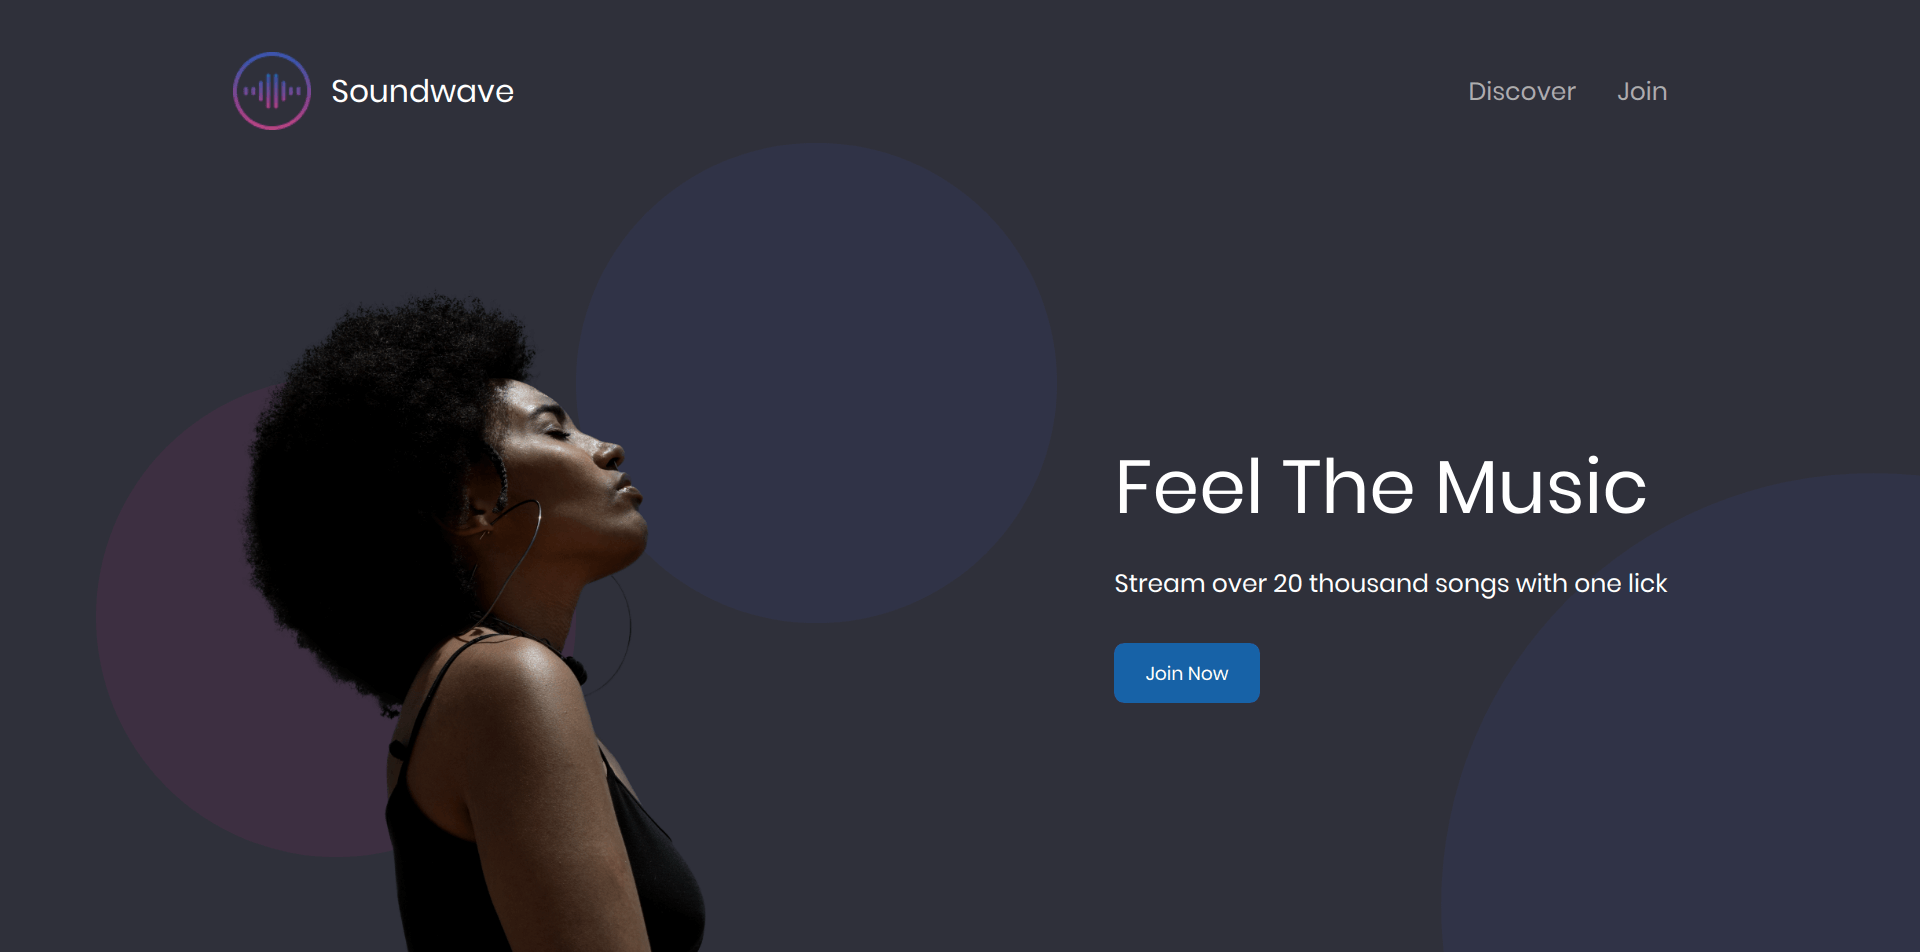 Soundwave
Discover
Join
Feel The Music
Stream over 20 thousand songs with one lick
Join Now